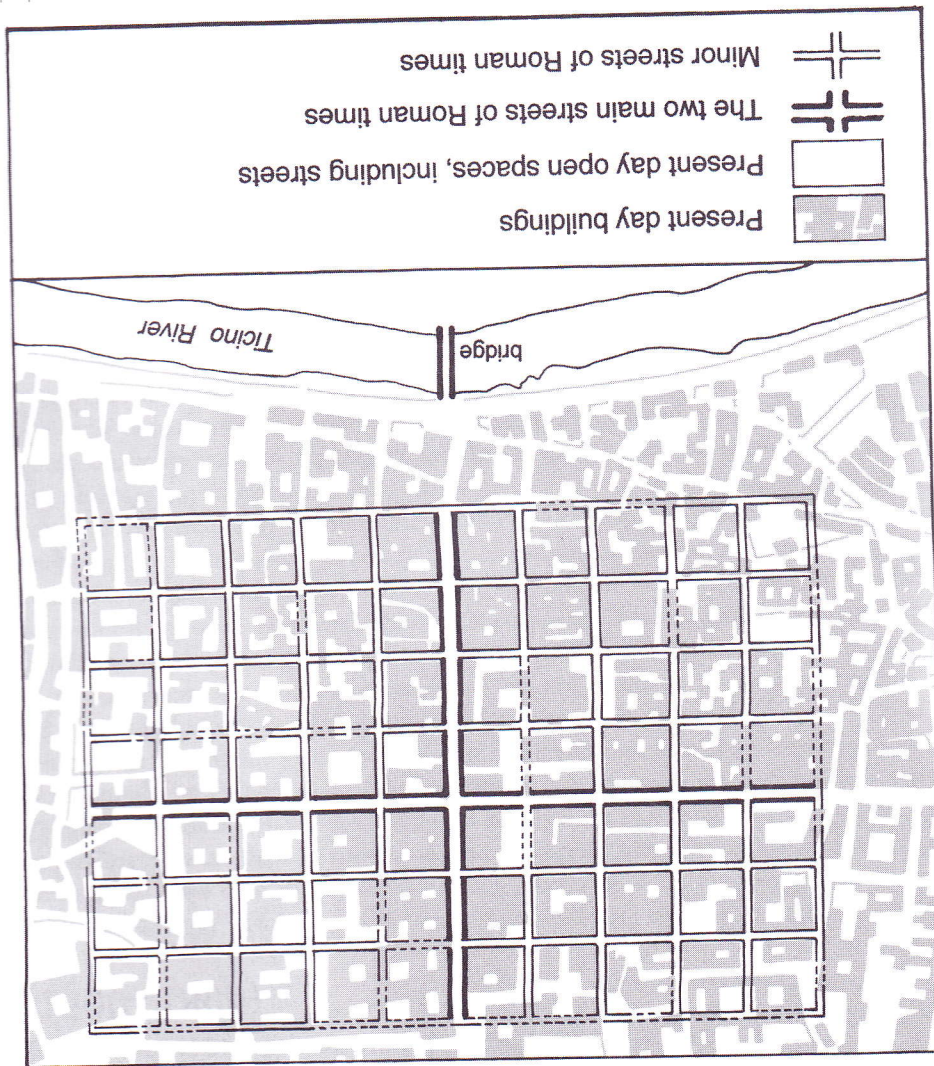 bridge
Ticino River
Present day buildings
Present day open spaces, including streets
The two main streets of Roman times
Minor streets of Roman times